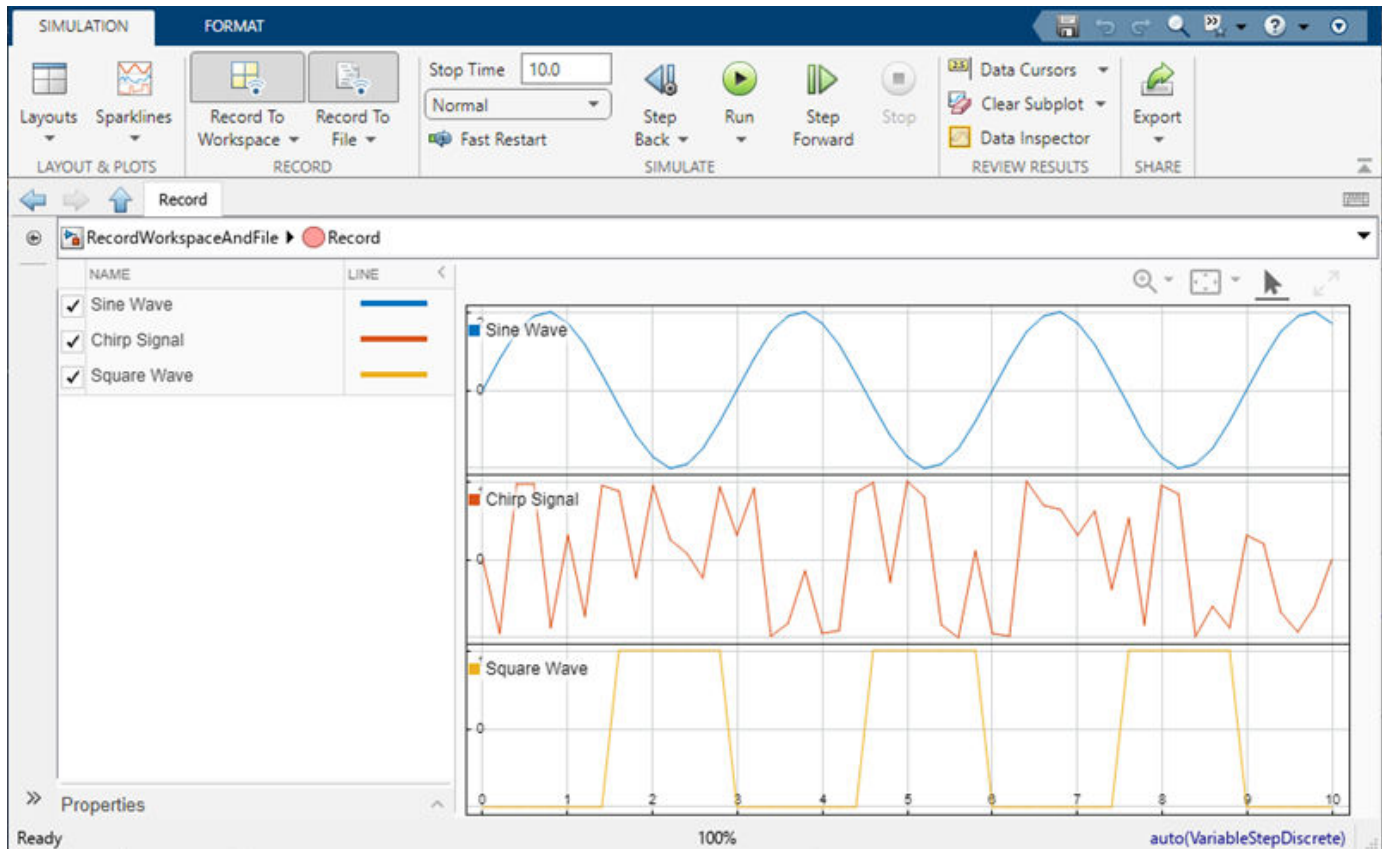 SIMULATION FORMAT
Layouts Sparklines
LAYOUT & PLOTS
Record To Workspace Record To File
RECORD
Stop Time 10.0
Normal
Fast Restart
Step Back Run Step Forward Stop
SIMULATE
Data Cursors
Clear Subplot
Data Inspector
REVIEW RESULTS
Export
SHARE
Record
RecordWorkspaceAndFile Record
NAME LINE
Sine Wave
Chirp Signal
Square Wave
Sine Wave
0
Chirp Signal
0
Square Wave
0
0 1 2 3 4 5 6 7 8 9 10
Properties
Ready 100% auto(VariableStepDiscrete)